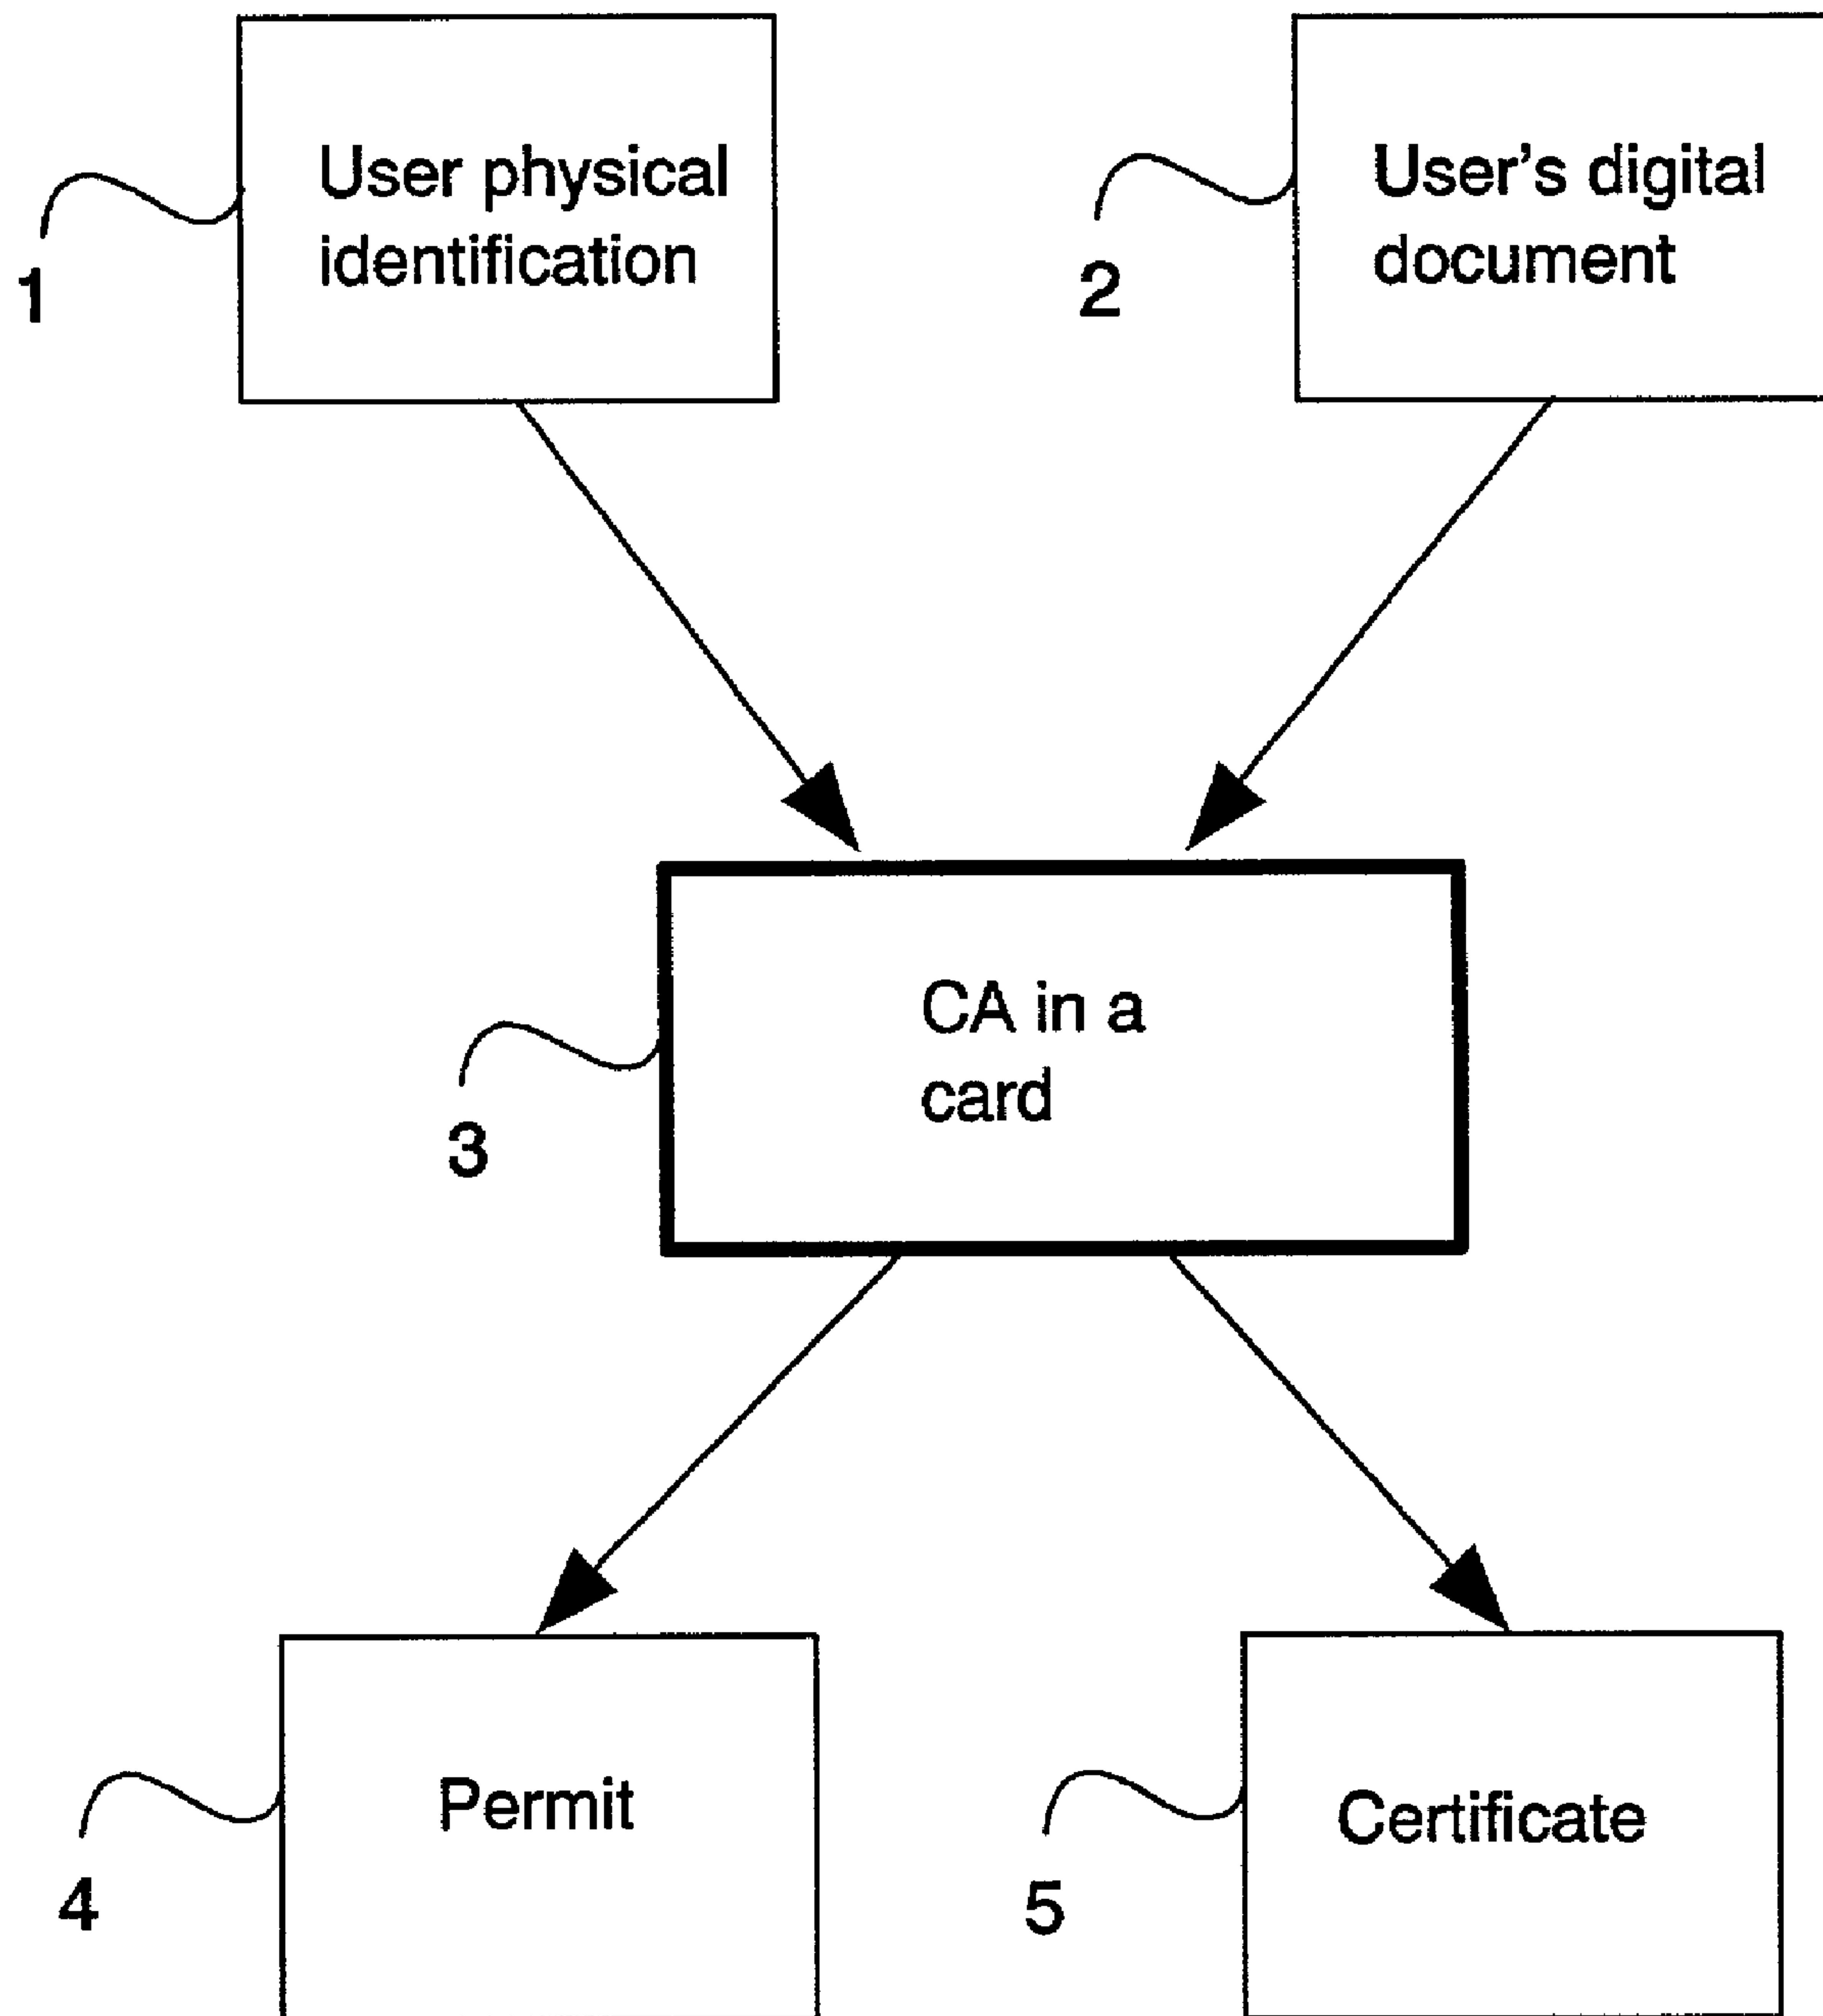 User physical
identification
1
User's digital
document
2
CA in a
card
3
Permit
4
Certificate
5